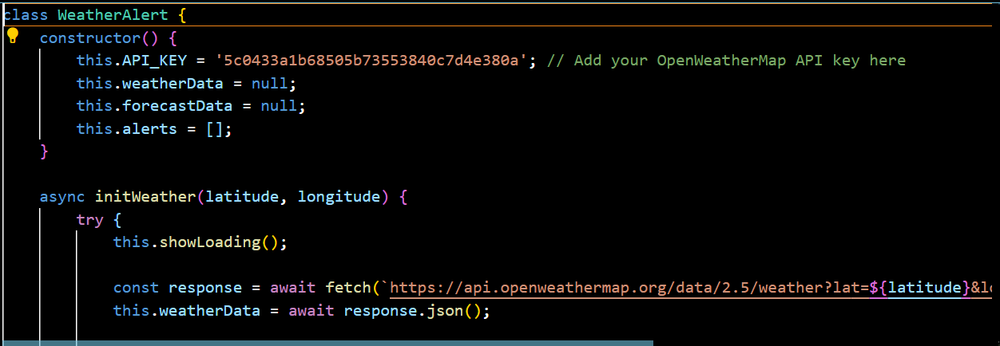 class WeatherAlert {
constructor() {
this.API_KEY = '5c0433a1b68505b73553840c7d4e380a'; // Add your OpenWeatherMap API key here
this.weatherData = null;
this.forecastData = null;
this.alerts = [];
}
async initWeather(latitude, longitude) {
try {
this.showLoading();
const response = await fetch(`https://api.openweathermap.org/data/2.5/weather?lat=${latitude}&lo
this.weatherData = await response.json();